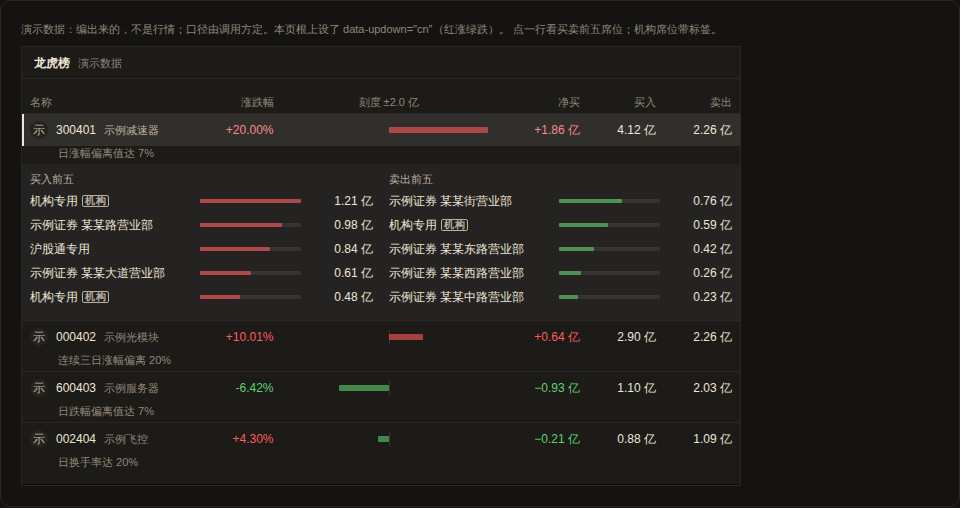 演示数据：编出来的，不是行情；口径由调用方定。本页根上设了 data-updown="cn"（红涨绿跌）。 点一行看买卖前五席位；机构席位带标签。
龙虎榜 演示数据
名称 涨跌幅 刻度 ±2.0 亿 净买 买入 卖出
示 300401 示例减速器 +20.00% +1.86 亿 4.12 亿 2.26 亿
日涨幅偏离值达 7%
买入前五 卖出前五
机构专用 机构 1.21 亿 示例证券 某某街营业部 0.76 亿
示例证券 某某路营业部 0.98 亿 机构专用 机构 0.59 亿
沪股通专用 0.84 亿 示例证券 某某东路营业部 0.42 亿
示例证券 某某大道营业部 0.61 亿 示例证券 某某西路营业部 0.26 亿
机构专用 机构 0.48 亿 示例证券 某某中路营业部 0.23 亿
示 000402 示例光模块 +10.01% +0.64 亿 2.90 亿 2.26 亿
连续三日涨幅偏离 20%
示 600403 示例服务器 -6.42% −0.93 亿 1.10 亿 2.03 亿
日跌幅偏离值达 7%
示 002404 示例飞控 +4.30% −0.21 亿 0.88 亿 1.09 亿
日换手率达 20%